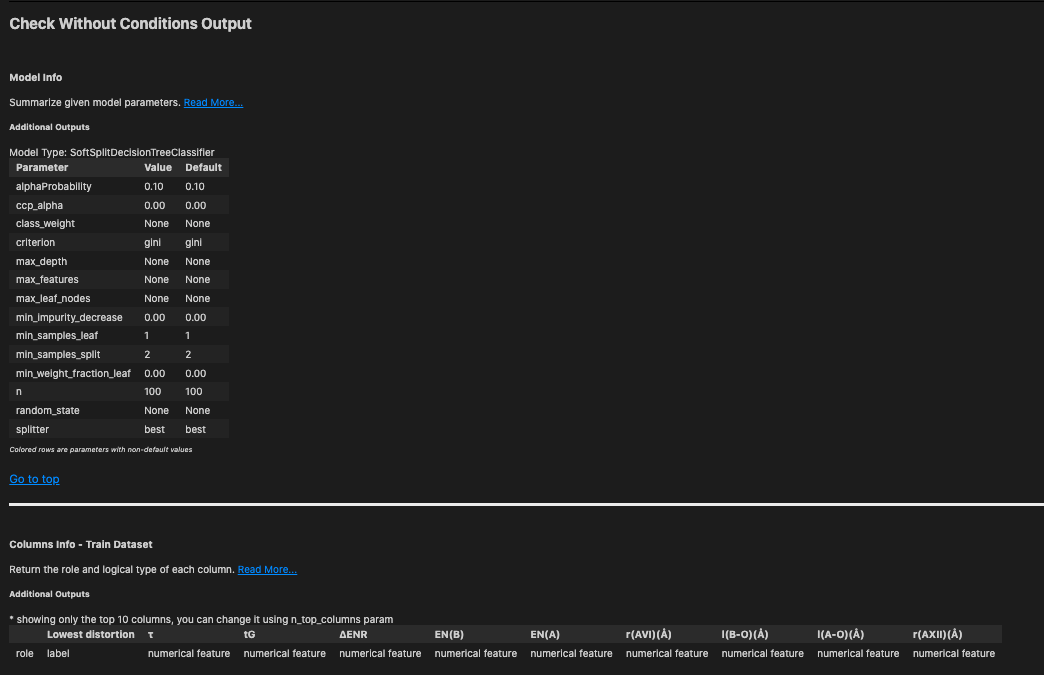 Check Without Conditions Output
Model Info
Summarize given model parameters. Read More...
Additional Outputs
Model Type: SoftSplitDecisionTreeClassifier
Parameter Value Default
alphaProbability 0.10 0.10
ccp_alpha 0.00 0.00
class_weight None None
criterion gini gini
max_depth None None
max_features None None
max_leaf_nodes None None
min_impurity_decrease 0.00 0.00
min_samples_leaf 1 1
min_samples_split 2 2
min_weight_fraction_leaf 0.00 0.00
n 100 100
random_state None None
splitter best best
Colored rows are parameters with non-default values
Go to top
Columns Info - Train Dataset
Return the role and logical type of each column. Read More...
Additional Outputs
* showing only the top 10 columns, you can change it using n_top_columns param
Lowest distortion τ tG ΔENR EN(B) EN(A) r(AVI)(Å) l(B-O)(Å) l(A-O)(Å) r(AXII)(Å)
role label numerical feature numerical feature numerical feature numerical feature numerical feature numerical feature numerical feature numerical feature numerical feature